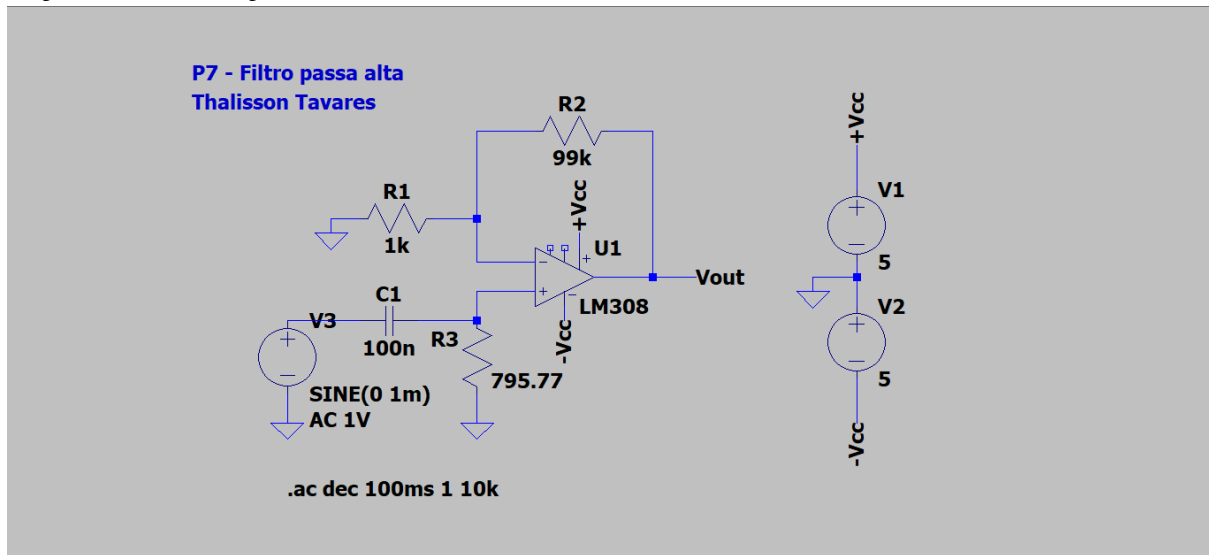 P7 - Filtro passa alta
Thalisson Tavares
R2
99k
R1
1k
+Vcc
U1
LM308
-Vcc
Vout
C1
100n
V3
SINE(0 1m)
AC 1V
R3
795.77
+Vcc
V1
5
V2
5
-Vcc
.ac dec 100ms 1 10k